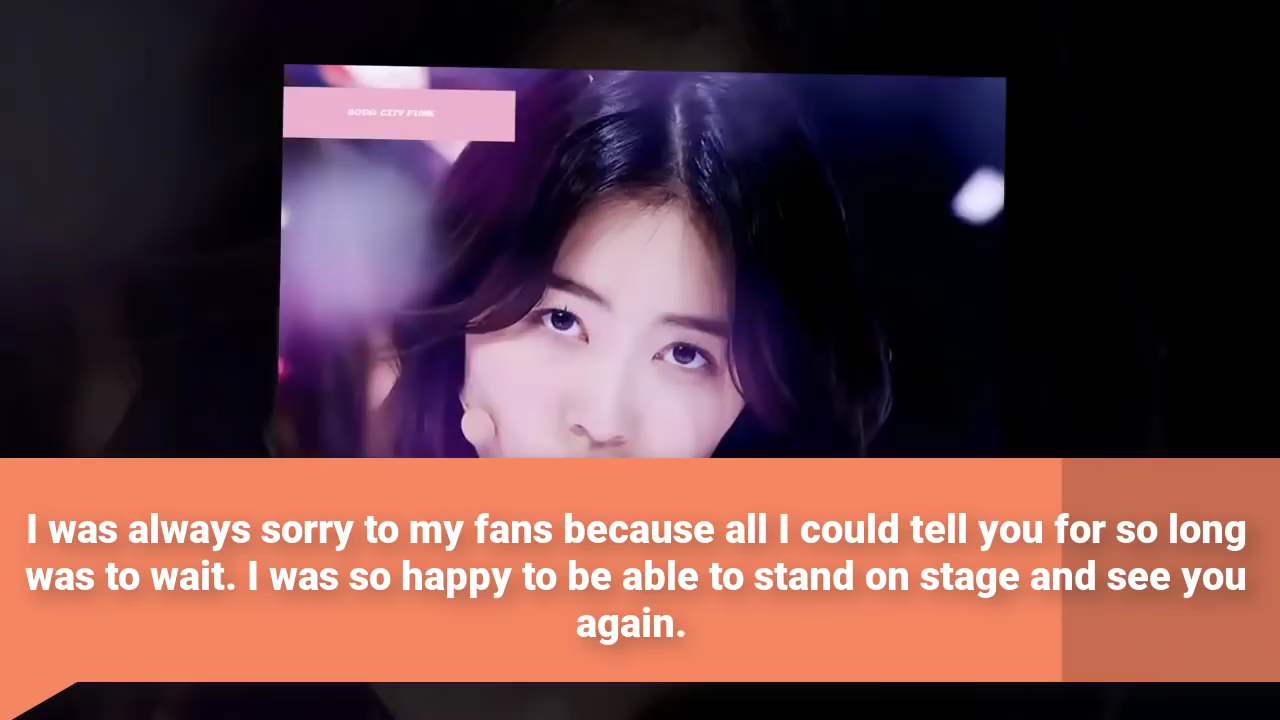 I was always sorry to my fans because all I could tell you for so long
was to wait. I was so happy to be able to stand on stage and see you
again.